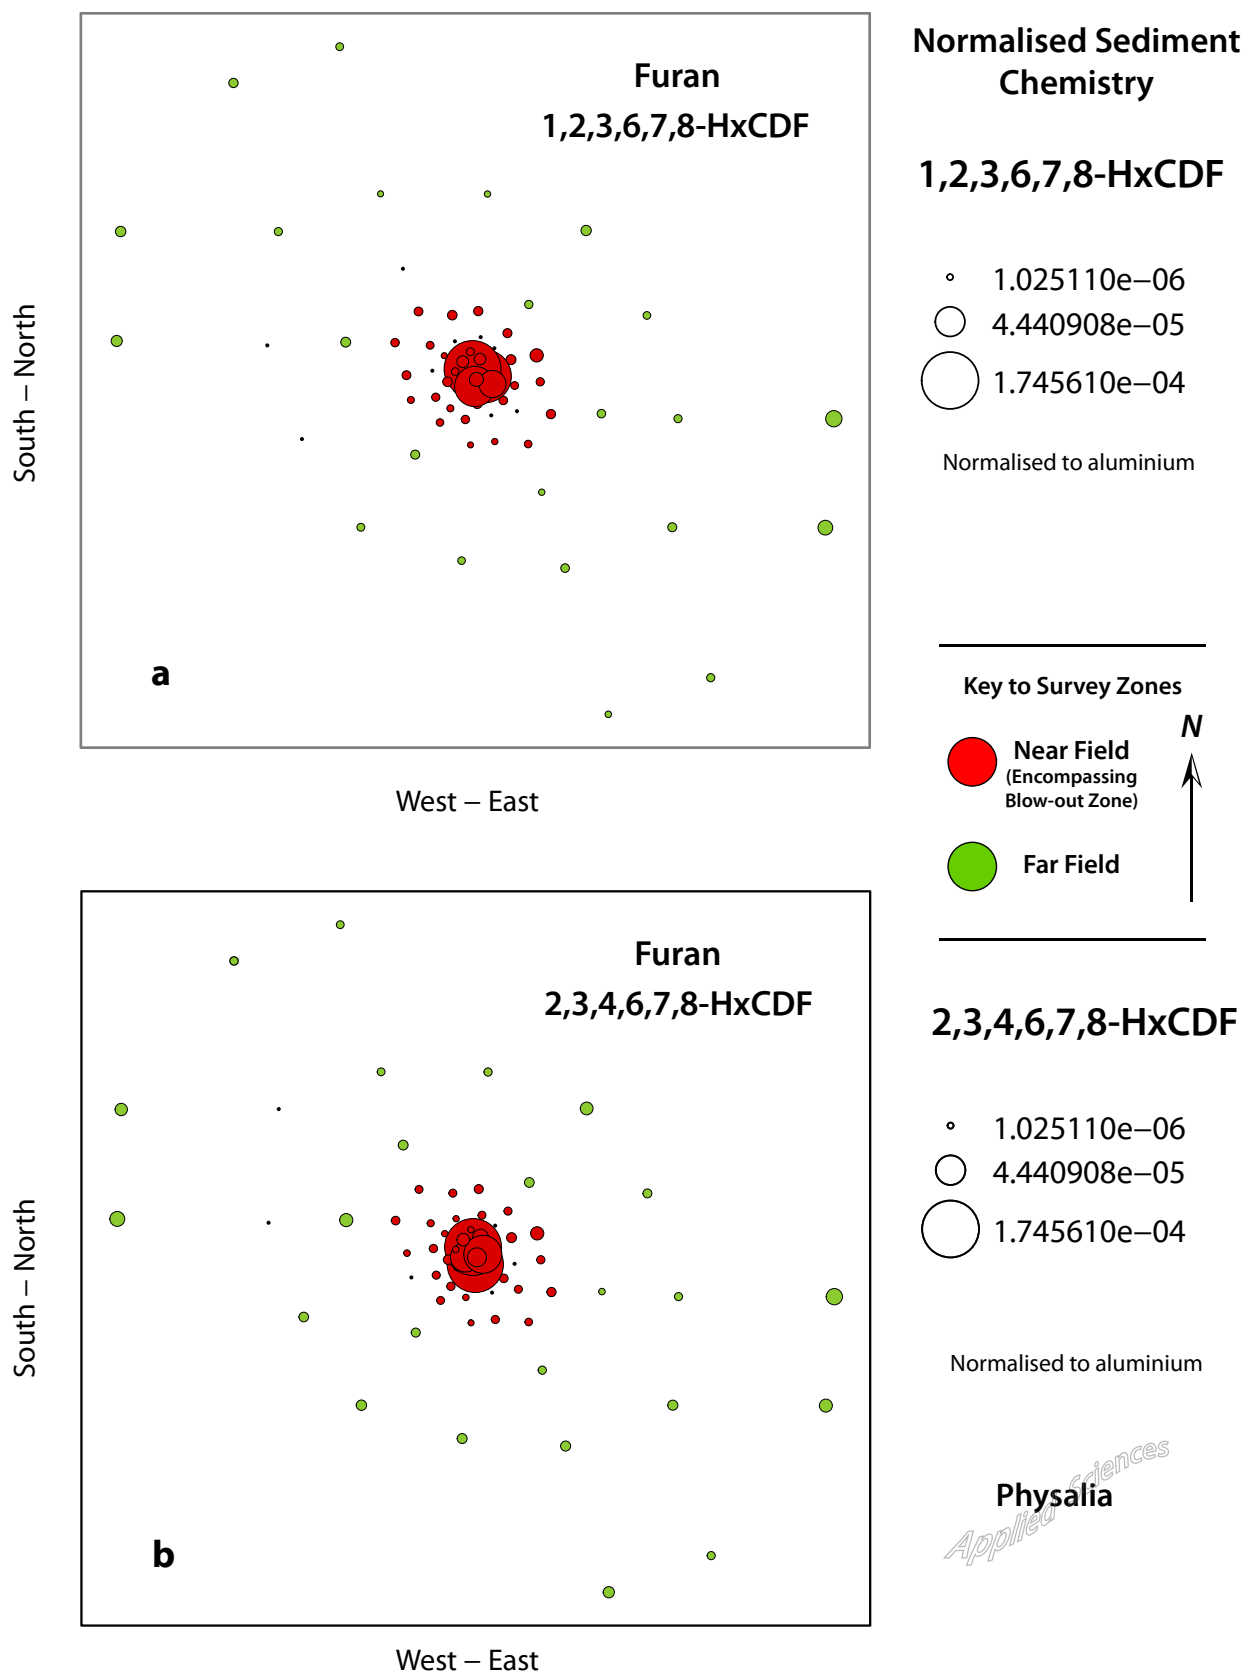 Furan
1,2,3,6,7,8-HxCDF
a
South – North
West – East
Normalised Sediment
Chemistry
1,2,3,6,7,8-HxCDF
1.025110e−06
4.440908e−05
1.745610e−04
Normalised to aluminium
Key to Survey Zones
N
Near Field
(Encompassing
Blow-out Zone)
Far Field
Furan
2,3,4,6,7,8-HxCDF
b
South – North
West – East
2,3,4,6,7,8-HxCDF
1.025110e−06
4.440908e−05
1.745610e−04
Normalised to aluminium
Physalia
Applied Sciences